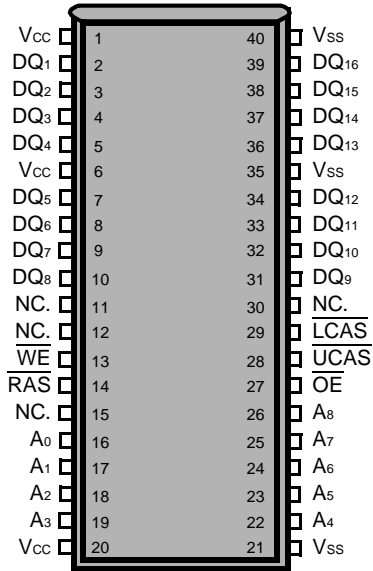 Vcc 1 40 Vss
DQ1 2 39 DQ16
DQ2 3 38 DQ15
DQ3 4 37 DQ14
DQ4 5 36 DQ13
Vcc 6 35 Vss
DQ5 7 34 DQ12
DQ6 8 33 DQ11
DQ7 9 32 DQ10
DQ8 10 31 DQ9
NC. 11 30 NC.
NC. 12 29 LCAS
WE 13 28 UCAS
RAS 14 27 OE
NC. 15 26 A8
A0 16 25 A7
A1 17 24 A6
A2 18 23 A5
A3 19 22 A4
Vcc 20 21 Vss